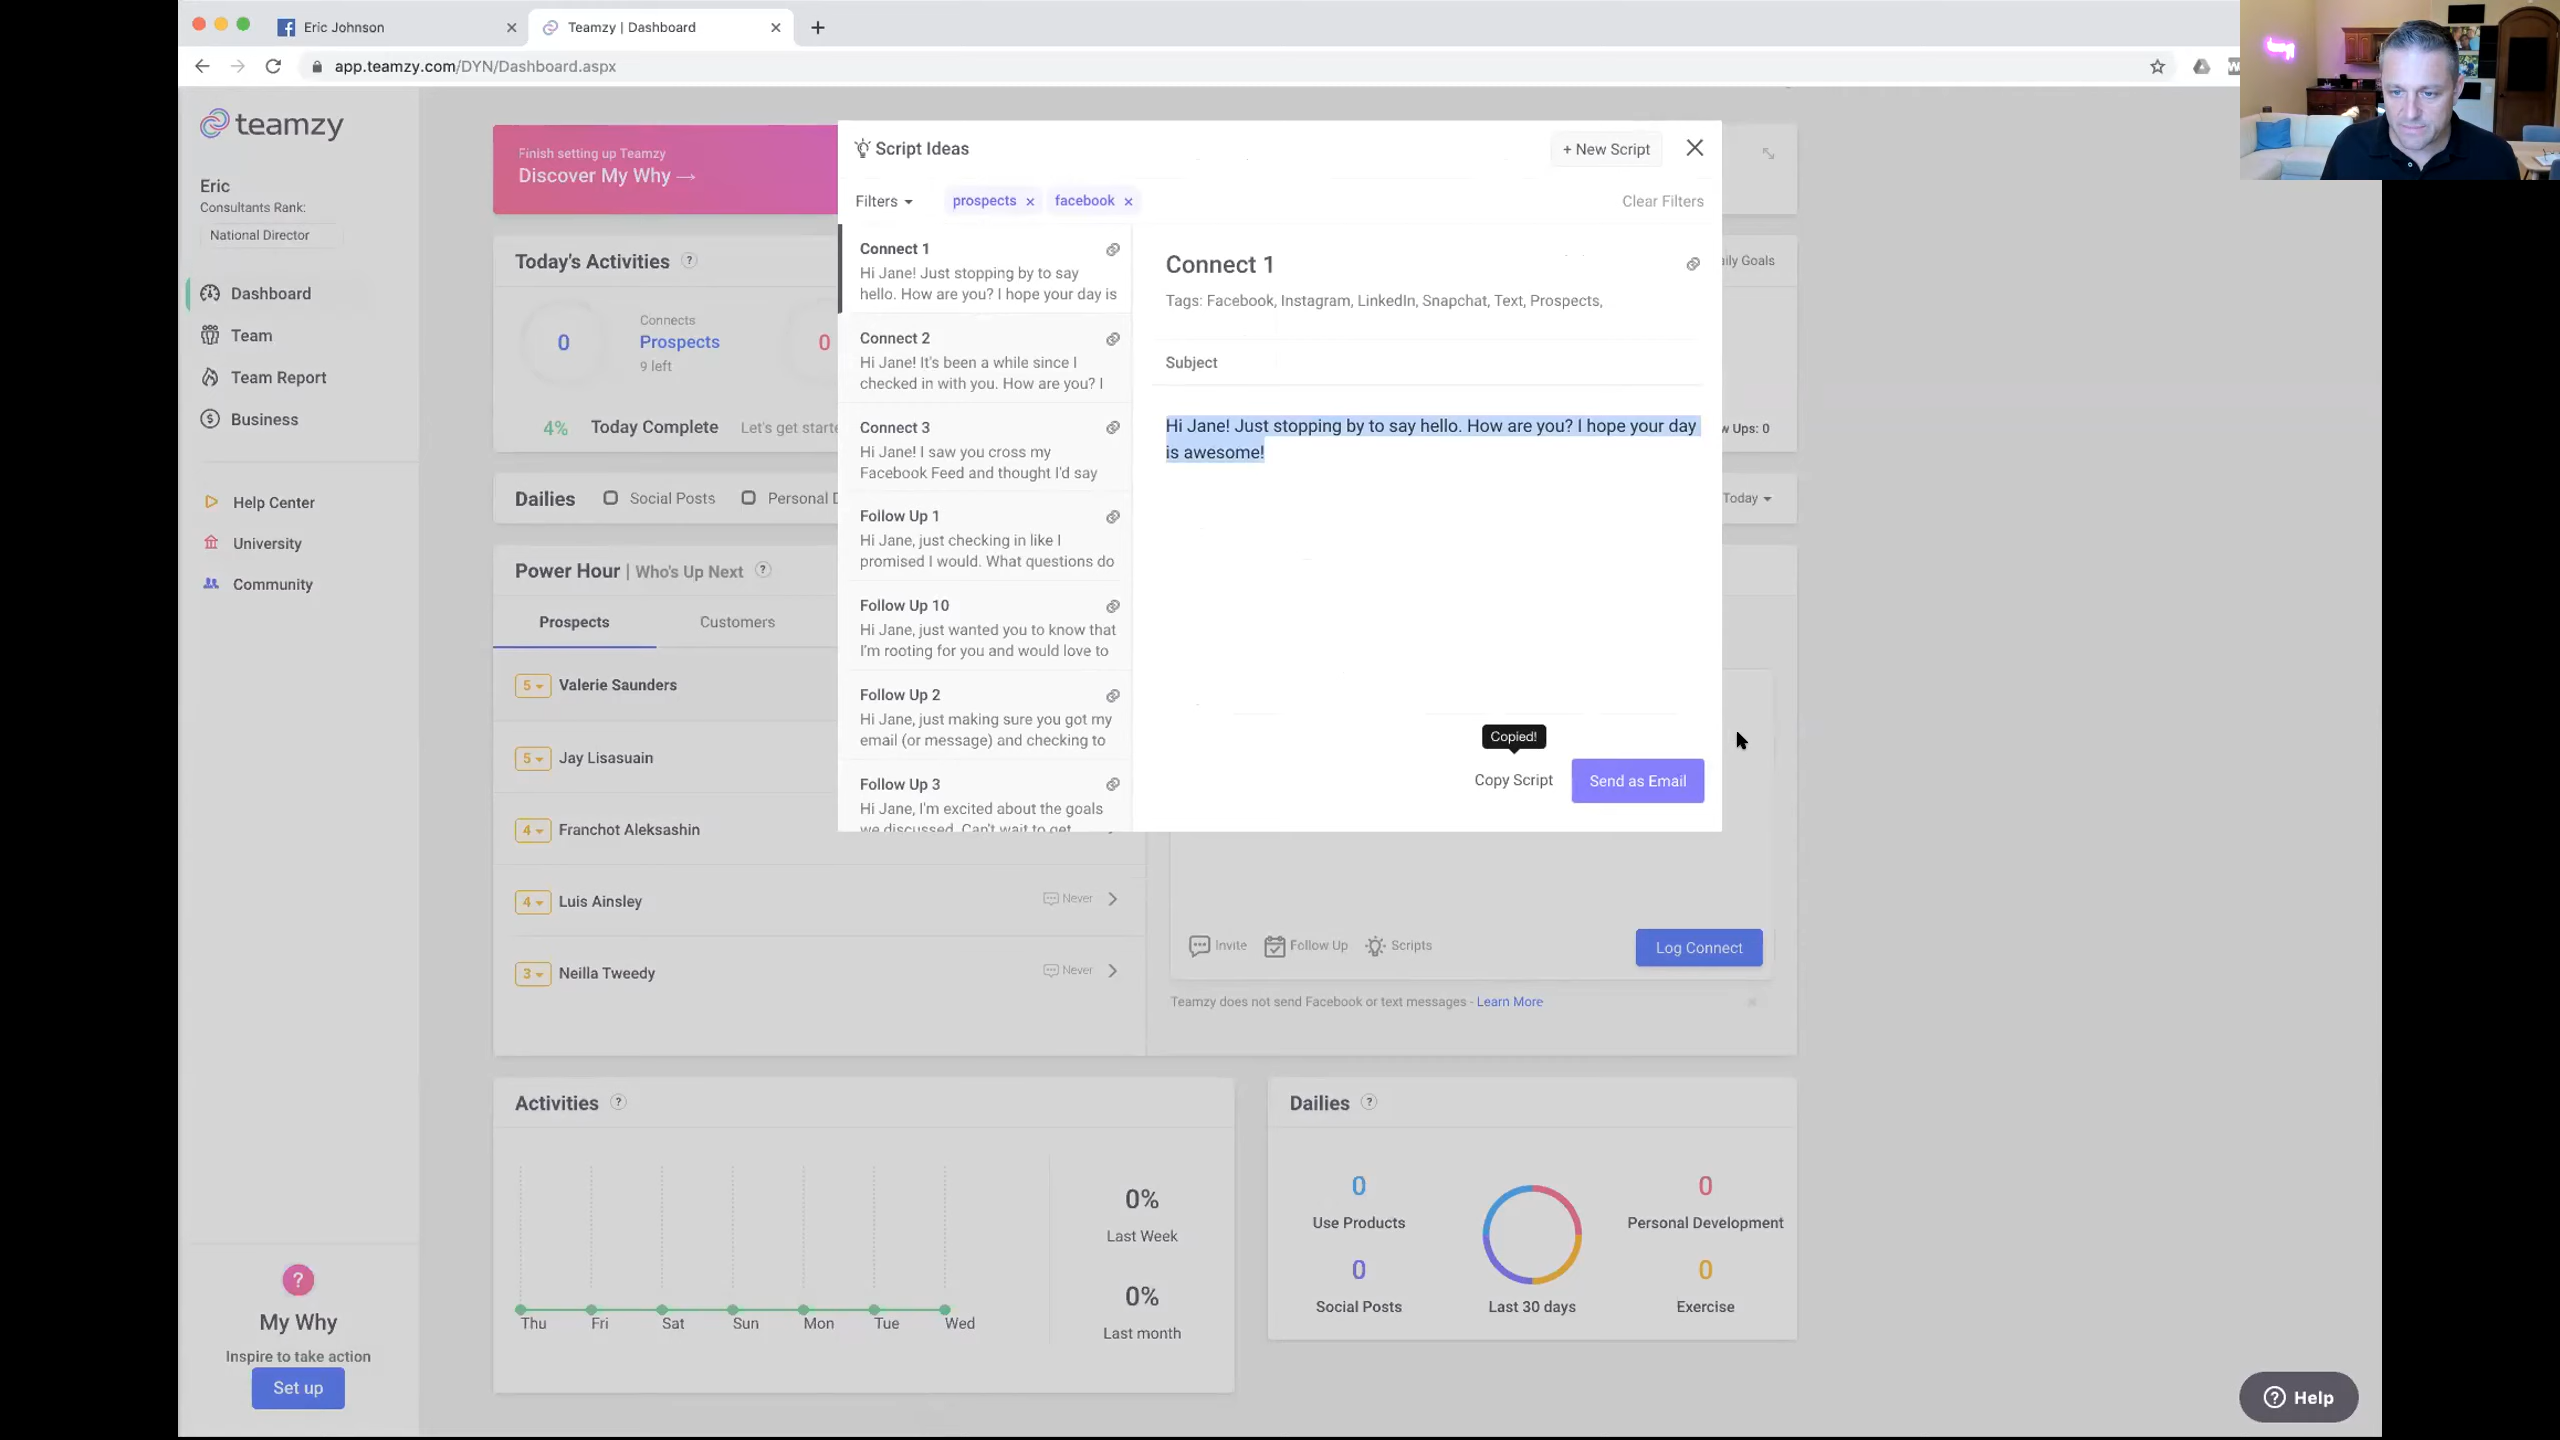 Eric Johnson
Teamzy | Dashboard
app.teamzy.com/DYN/Dashboard.aspx
teamzy
Eric
Consultants Rank:
National Director
Dashboard
Team
Team Report
Business
Help Center
University
Community
My Why
Inspire to take action
Set up
Finish setting up Teamzy
Discover My Why →
Today's Activities
0
Connects
Prospects
9 left
0
4% Today Complete Let's get starte
Dailies Social Posts Personal D
Today
Power Hour | Who's Up Next
Prospects Customers
5 Valerie Saunders
5 Jay Lisasuain
4 Franchot Aleksashin
4 Luis Ainsley Never
3 Neilla Tweedy Never
Script Ideas
+ New Script
Filters prospects × facebook × Clear Filters
Connect 1
Hi Jane! Just stopping by to say
hello. How are you? I hope your day is
Connect 2
Hi Jane! It's been a while since I
checked in with you. How are you? I
Connect 3
Hi Jane! I saw you cross my
Facebook Feed and thought I'd say
Follow Up 1
Hi Jane, just checking in like I
promised I would. What questions do
Follow Up 10
Hi Jane, just wanted you to know that
I'm rooting for you and would love to
Follow Up 2
Hi Jane, just making sure you got my
email (or message) and checking to
Follow Up 3
Hi Jane, I'm excited about the goals
we discussed. Can't wait to get
Connect 1
Tags: Facebook, Instagram, LinkedIn, Snapchat, Text, Prospects,
Subject
Hi Jane! Just stopping by to say hello. How are you? I hope your day
is awesome!
Copied!
Copy Script
Send as Email
aily Goals
w Ups: 0
Invite Follow Up Scripts
Log Connect
Teamzy does not send Facebook or text messages - Learn More
Activities
Thu Fri Sat Sun Mon Tue Wed
0%
Last Week
0%
Last month
Dailies
0
Use Products
0
Social Posts
Last 30 days
0
Personal Development
0
Exercise
Help